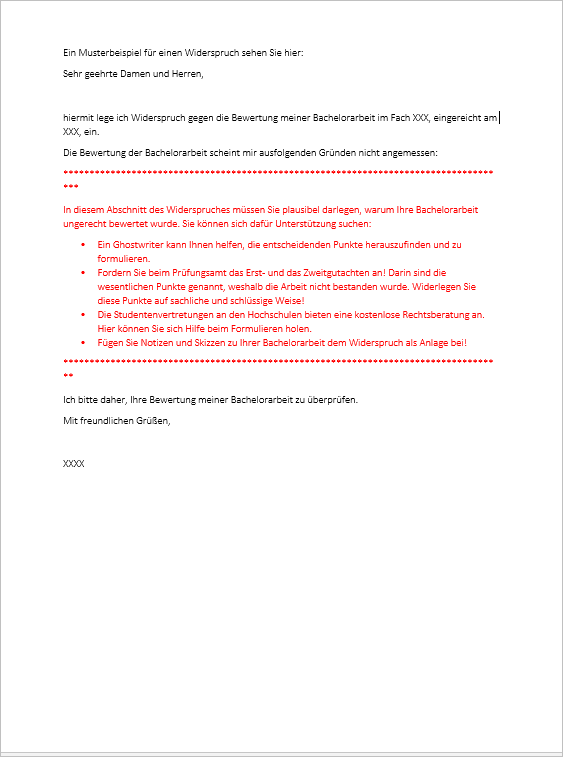 Ein Musterbeispiel für einen Widerspruch sehen Sie hier:
Sehr geehrte Damen und Herren,
hiermit lege ich Widerspruch gegen die Bewertung meiner Bachelorarbeit im Fach XXX, eingereicht am
XXX, ein.
Die Bewertung der Bachelorarbeit scheint mir ausfolgenden Gründen nicht angemessen:
***********************************************************************************
***
In diesem Abschnitt des Widerspruches müssen Sie plausibel darlegen, warum Ihre Bachelorarbeit
ungerecht bewertet wurde. Sie können sich dafür Unterstützung suchen:
• Ein Ghostwriter kann Ihnen helfen, die entscheidenden Punkte herauszufinden und zu
formulieren.
• Fordern Sie beim Prüfungsamt das Erst- und das Zweitgutachten an! Darin sind die
wesentlichen Punkte genannt, weshalb die Arbeit nicht bestanden wurde. Widerlegen Sie
diese Punkte auf sachliche und schlüssige Weise!
• Die Studentenvertretungen an den Hochschulen bieten eine kostenlose Rechtsberatung an.
Hier können Sie sich Hilfe beim Formulieren holen.
• Fügen Sie Notizen und Skizzen zu Ihrer Bachelorarbeit dem Widerspruch als Anlage bei!
***********************************************************************************
**
Ich bitte daher, Ihre Bewertung meiner Bachelorarbeit zu überprüfen.
Mit freundlichen Grüßen,
XXXX